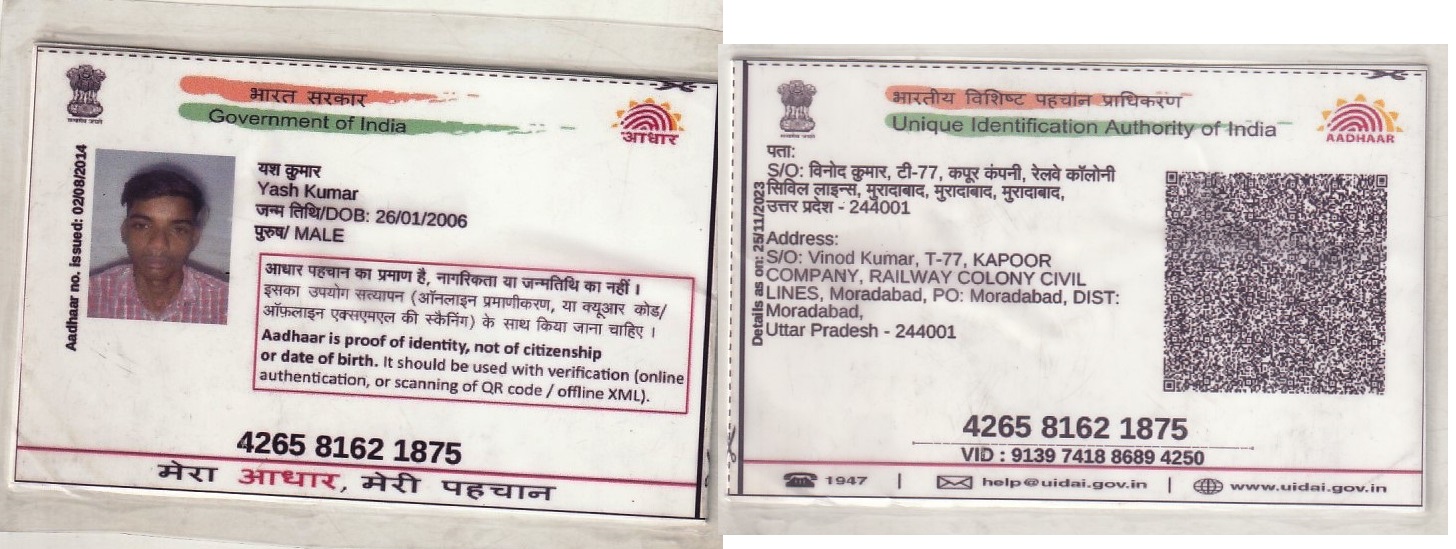 भारत सरकार
Government of India
आधार
Aadhaar no. issued: 02/08/2014
यश कुमार
Yash Kumar
जन्म तिथि/DOB: 26/01/2006
पुरुष/ MALE
आधार पहचान का प्रमाण है, नागरिकता या जन्मतिथि का नहीं ।
इसका उपयोग सत्यापन (ऑनलाइन प्रमाणीकरण, या क्यूआर कोड/
ऑफ़लाइन एक्सएमएल की स्कैनिंग) के साथ किया जाना चाहिए ।
Aadhaar is proof of identity, not of citizenship
or date of birth. It should be used with verification (online
authentication, or scanning of QR code / offline XML).
4265 8162 1875
मेरा आधार, मेरी पहचान
भारतीय विशिष्ट पहचान प्राधिकरण
Unique Identification Authority of India
AADHAAR
Details as on: 25/11/2023
पता:
S/O: विनोद कुमार, टी-77, कपूर कंपनी, रेलवे कॉलोनी
सिविल लाइन्स, मुरादाबाद, मुरादाबाद, मुरादाबाद,
उत्तर प्रदेश - 244001
Address:
S/O: Vinod Kumar, T-77, KAPOOR
COMPANY, RAILWAY COLONY CIVIL
LINES, Moradabad, PO: Moradabad, DIST:
Moradabad,
Uttar Pradesh - 244001
4265 8162 1875
VID : 9139 7418 8689 4250
1947 | help@uidai.gov.in | www.uidai.gov.in